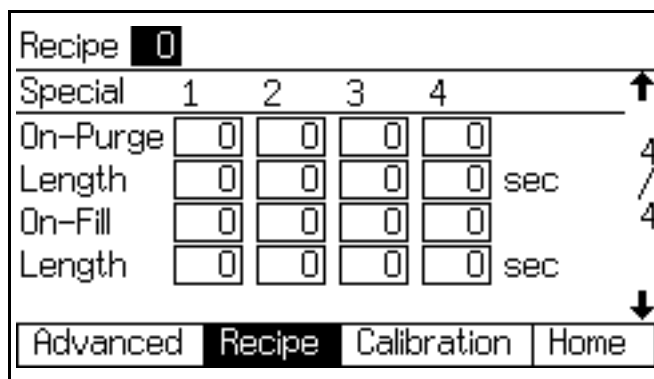 Recipe 0
Special 1 2 3 4
On-Purge 0 0 0 0
Length 0 0 0 0 sec
On-Fill 0 0 0 0
Length 0 0 0 0 sec
4
/
4
Advanced Recipe Calibration Home